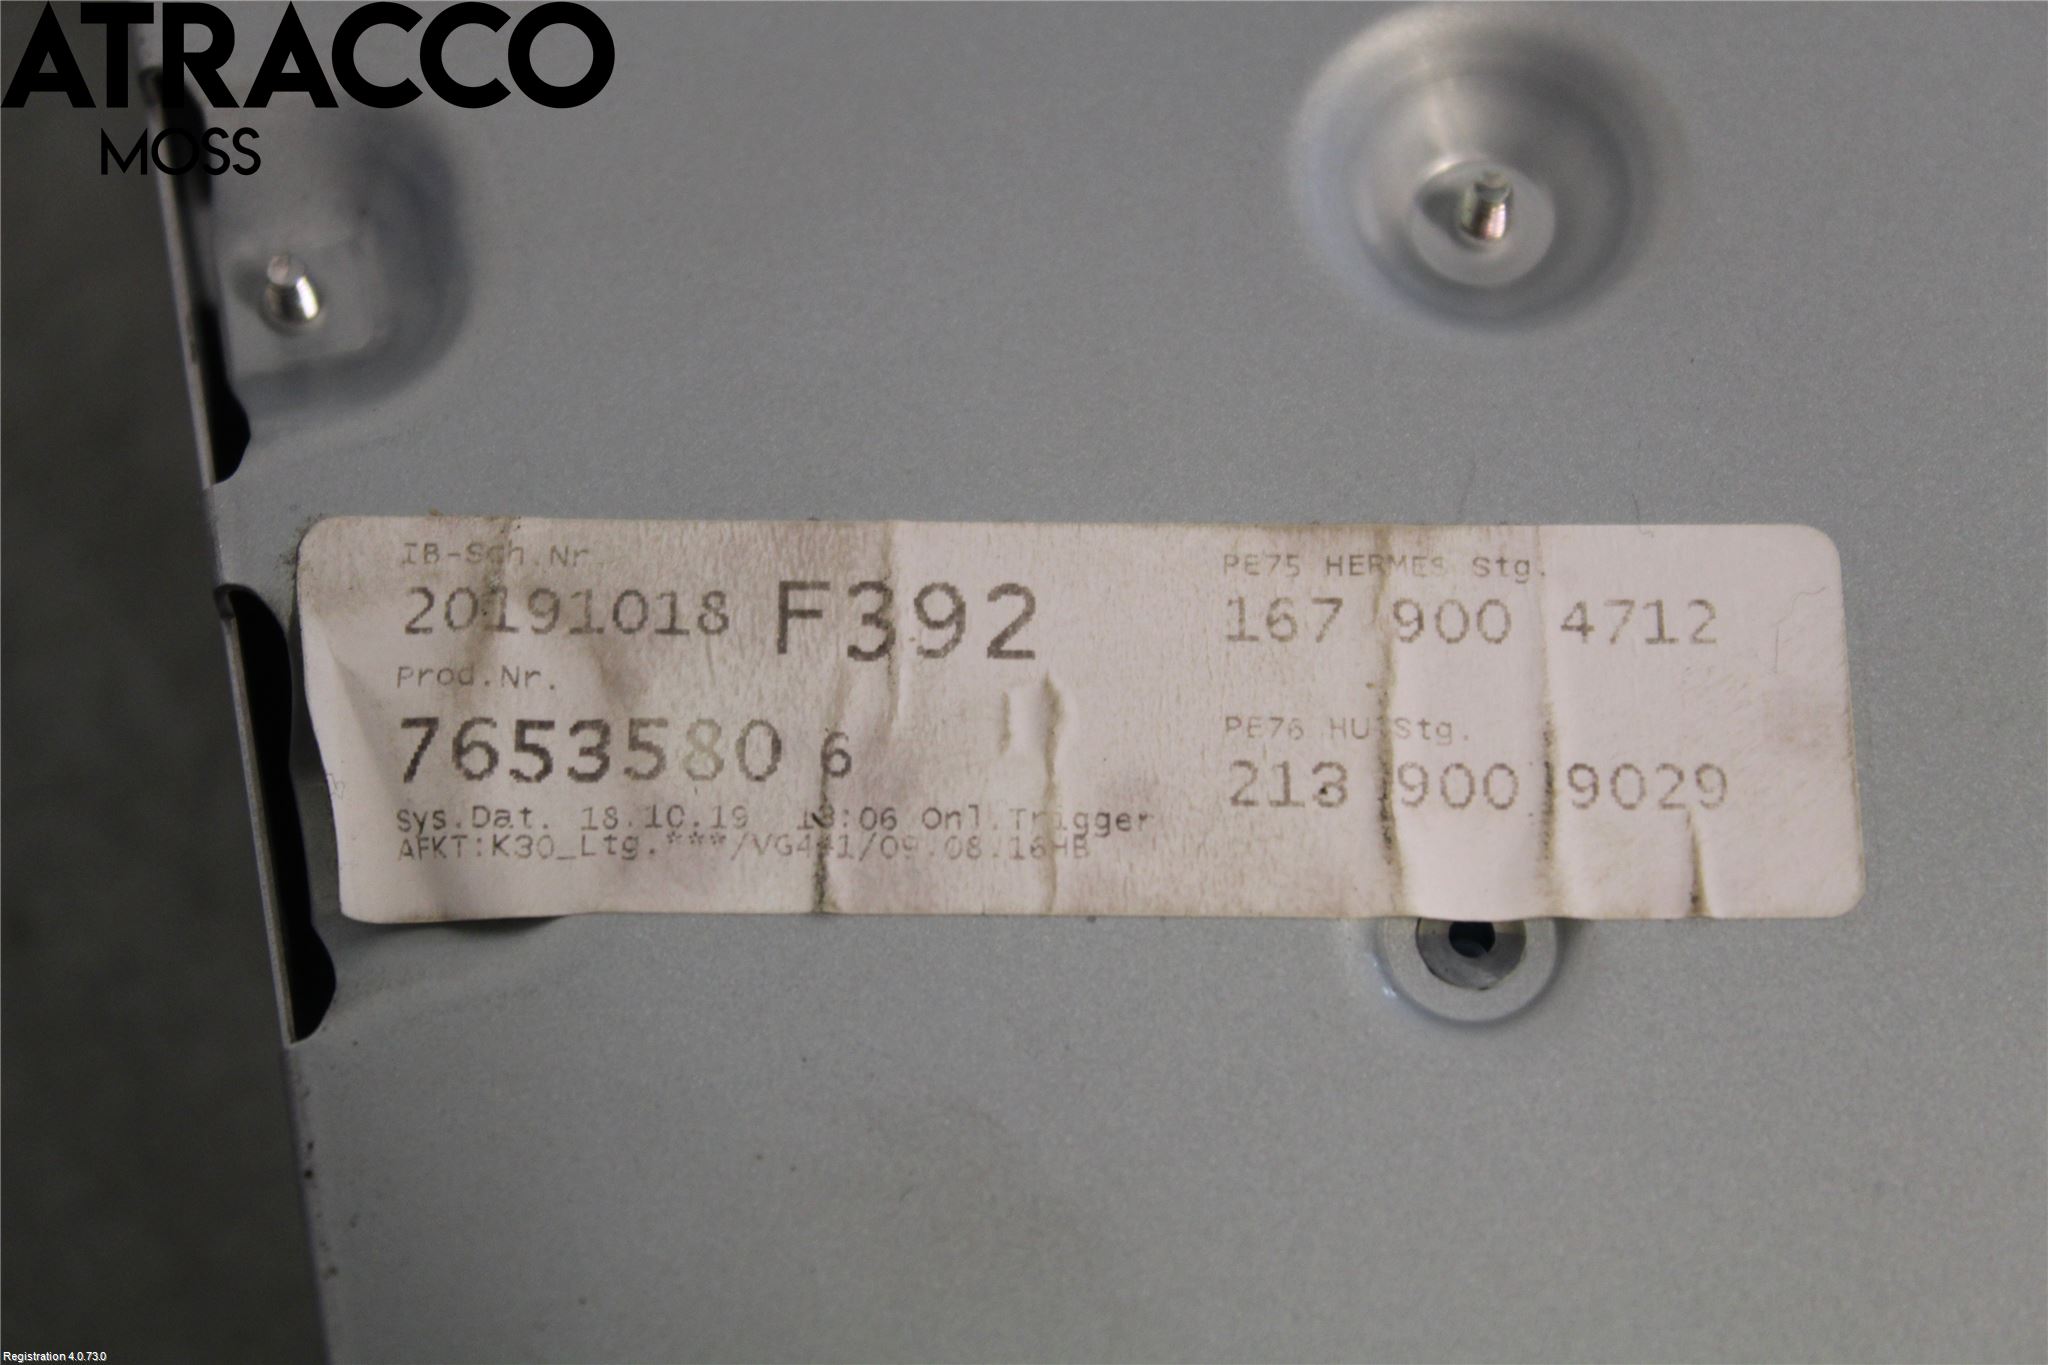 ATRACCO
MOSS
IB-Sch.Nr.
20191018 F392
Prod.Nr.
7653580 6
Sys.Dat. 18.10.19 13:06 Onl.Trigger
AFKT:K30_Ltg.***/VG441/09.08.16HB
PE75 HERMES Stg.
167 900 4712
PE76 HU Stg.
213 900 9029
Registration 4.0.73.0